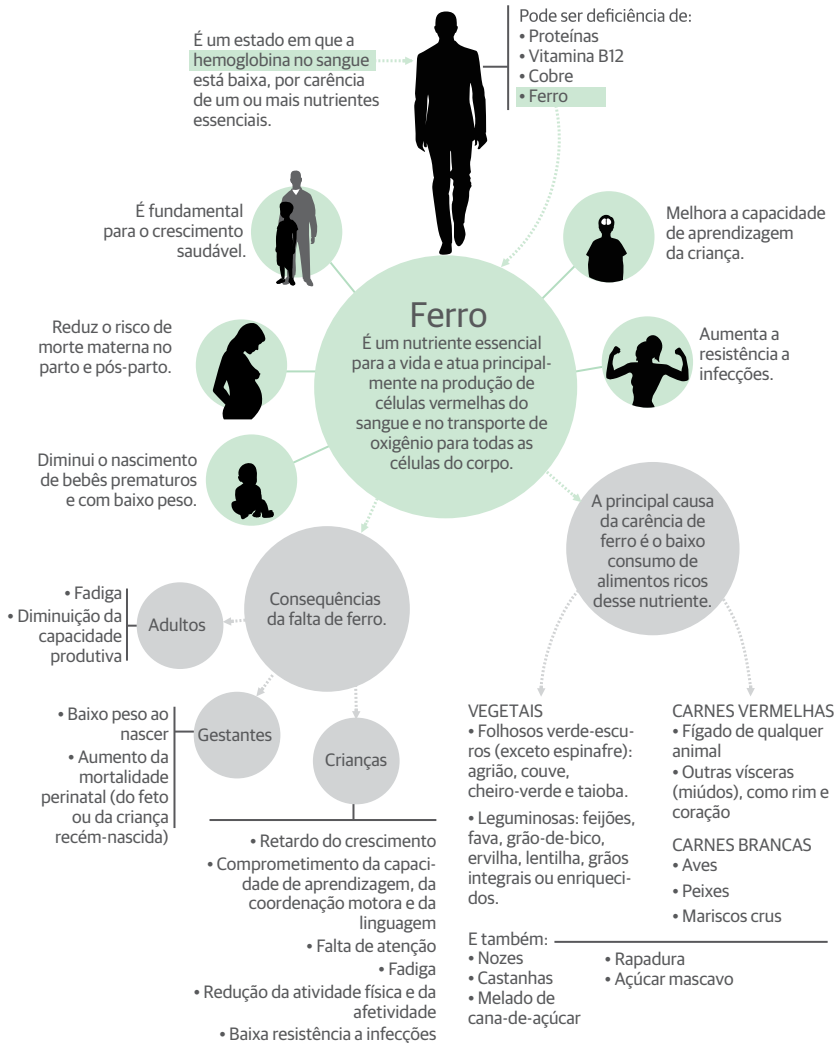 É um estado em que a
hemoglobina no sangue
está baixa, por carência
de um ou mais nutrientes
essenciais.
Pode ser deficiência de:
• Proteínas
• Vitamina B12
• Cobre
• Ferro
É fundamental
para o crescimento
saudável.
Melhora a capacidade
de aprendizagem
da criança.
Reduz o risco de
morte materna no
parto e pós-parto.
Aumenta a
resistência a
infecções.
Diminui o nascimento
de bebês prematuros
e com baixo peso.
Ferro
É um nutriente essencial
para a vida e atua principal-
mente na produção de
células vermelhas do
sangue e no transporte de
oxigênio para todas as
células do corpo.
A principal causa
da carência de
ferro é o baixo
consumo de
alimentos ricos
desse nutriente.
Consequências
da falta de ferro.
Adultos
• Fadiga
• Diminuição da
capacidade
produtiva
Gestantes
• Baixo peso ao
nascer
• Aumento da
mortalidade
perinatal (do feto
ou da criança
recém-nascida)
Crianças
• Retardo do crescimento
• Comprometimento da capaci-
dade de aprendizagem, da
coordenação motora e da
linguagem
• Falta de atenção
• Fadiga
• Redução da atividade física e da
afetividade
• Baixa resistência a infecções
VEGETAIS
• Folhosos verde-escu-
ros (exceto espinafre):
agrião, couve,
cheiro-verde e taioba.
• Leguminosas: feijões,
fava, grão-de-bico,
ervilha, lentilha, grãos
integrais ou enriqueci-
dos.
CARNES VERMELHAS
• Fígado de qualquer
animal
• Outras vísceras
(miúdos), como rim e
coração
CARNES BRANCAS
• Aves
• Peixes
• Mariscos crus
E também:
• Nozes
• Castanhas
• Melado de
cana-de-açúcar
• Rapadura
• Açúcar mascavo